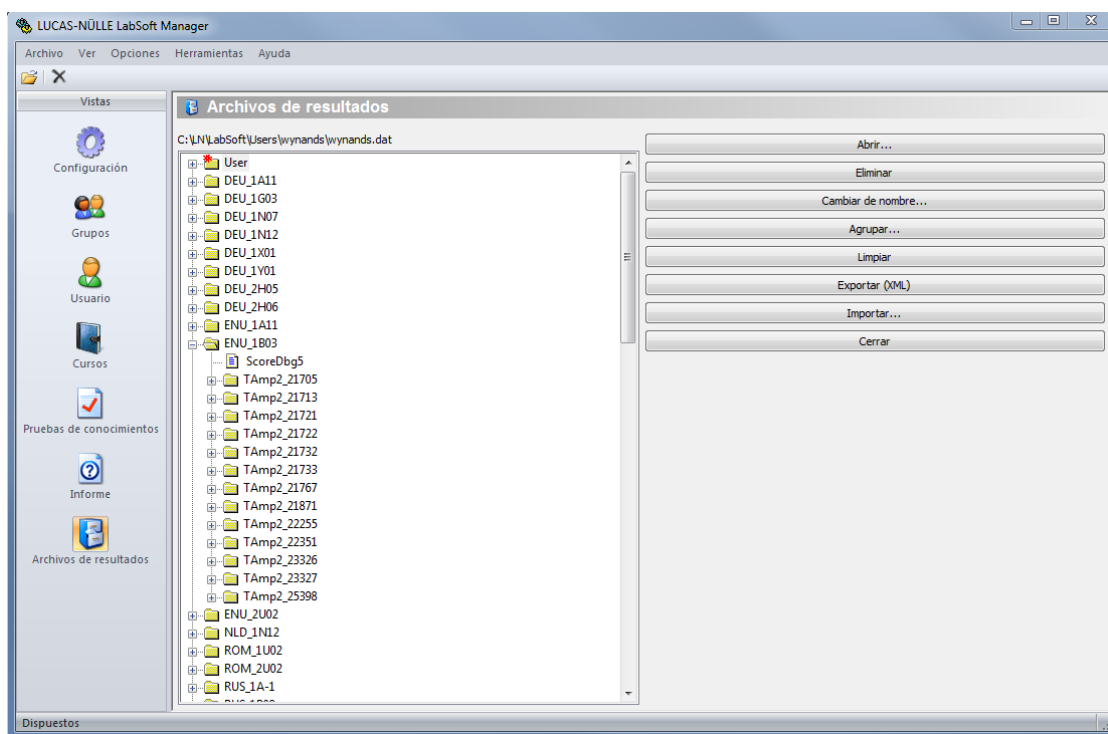 LUCAS-NÜLLE LabSoft Manager
Archivo Ver Opciones Herramientas Ayuda
Vistas
Configuración
Grupos
Usuario
Cursos
Pruebas de conocimientos
Informe
Archivos de resultados
Archivos de resultados
C:\LN\LabSoft\Users\wynands\wynands.dat
User
DEU_1A11
DEU_1G03
DEU_1N07
DEU_1N12
DEU_1X01
DEU_1Y01
DEU_2H05
DEU_2H06
ENU_1A11
ENU_1B03
ScoreDbg5
TAmp2_21705
TAmp2_21713
TAmp2_21721
TAmp2_21722
TAmp2_21732
TAmp2_21733
TAmp2_21767
TAmp2_21871
TAmp2_22255
TAmp2_22351
TAmp2_23326
TAmp2_23327
TAmp2_25398
ENU_2U02
NLD_1N12
ROM_1U02
ROM_2U02
RUS_1A-1
Abrir...
Eliminar
Cambiar de nombre...
Agrupar...
Limpiar
Exportar (XML)
Importar...
Cerrar
Dispuestos